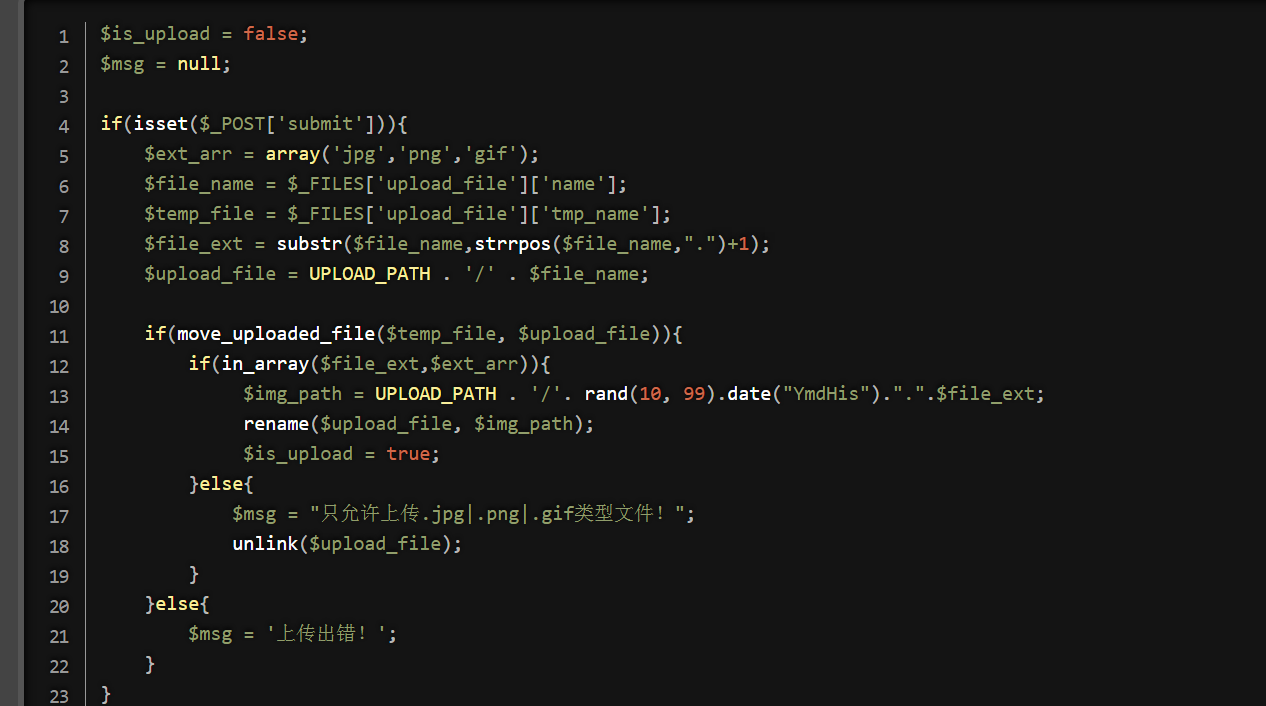 1 $is_upload = false;
2 $msg = null;
3
4 if(isset($_POST['submit'])){
5     $ext_arr = array('jpg','png','gif');
6     $file_name = $_FILES['upload_file']['name'];
7     $temp_file = $_FILES['upload_file']['tmp_name'];
8     $file_ext = substr($file_name,strrpos($file_name,".")+1);
9     $upload_file = UPLOAD_PATH . '/' . $file_name;
10
11     if(move_uploaded_file($temp_file, $upload_file)){
12         if(in_array($file_ext,$ext_arr)){
13              $img_path = UPLOAD_PATH . '/'. rand(10, 99).date("YmdHis").".".$file_ext;
14              rename($upload_file, $img_path);
15              $is_upload = true;
16         }else{
17             $msg = "只允许上传.jpg|.png|.gif类型文件！";
18             unlink($upload_file);
19         }
20     }else{
21         $msg = '上传出错！';
22     }
23 }